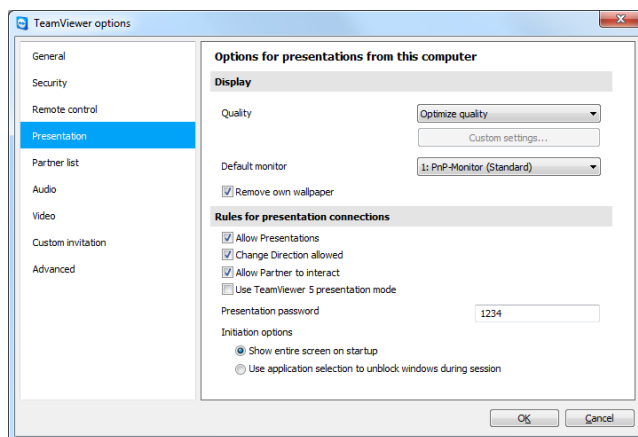 TeamViewer options
General
Security
Remote control
Presentation
Partner list
Audio
Video
Custom invitation
Advanced
Options for presentations from this computer
Display
Quality
Optimize quality
Custom settings...
Default monitor
1: PnP-Monitor (Standard)
Remove own wallpaper
Rules for presentation connections
Allow Presentations
Change Direction allowed
Allow Partner to interact
Use TeamViewer 5 presentation mode
Presentation password
1234
Initiation options
Show entire screen on startup
Use application selection to unblock windows during session
OK
Cancel